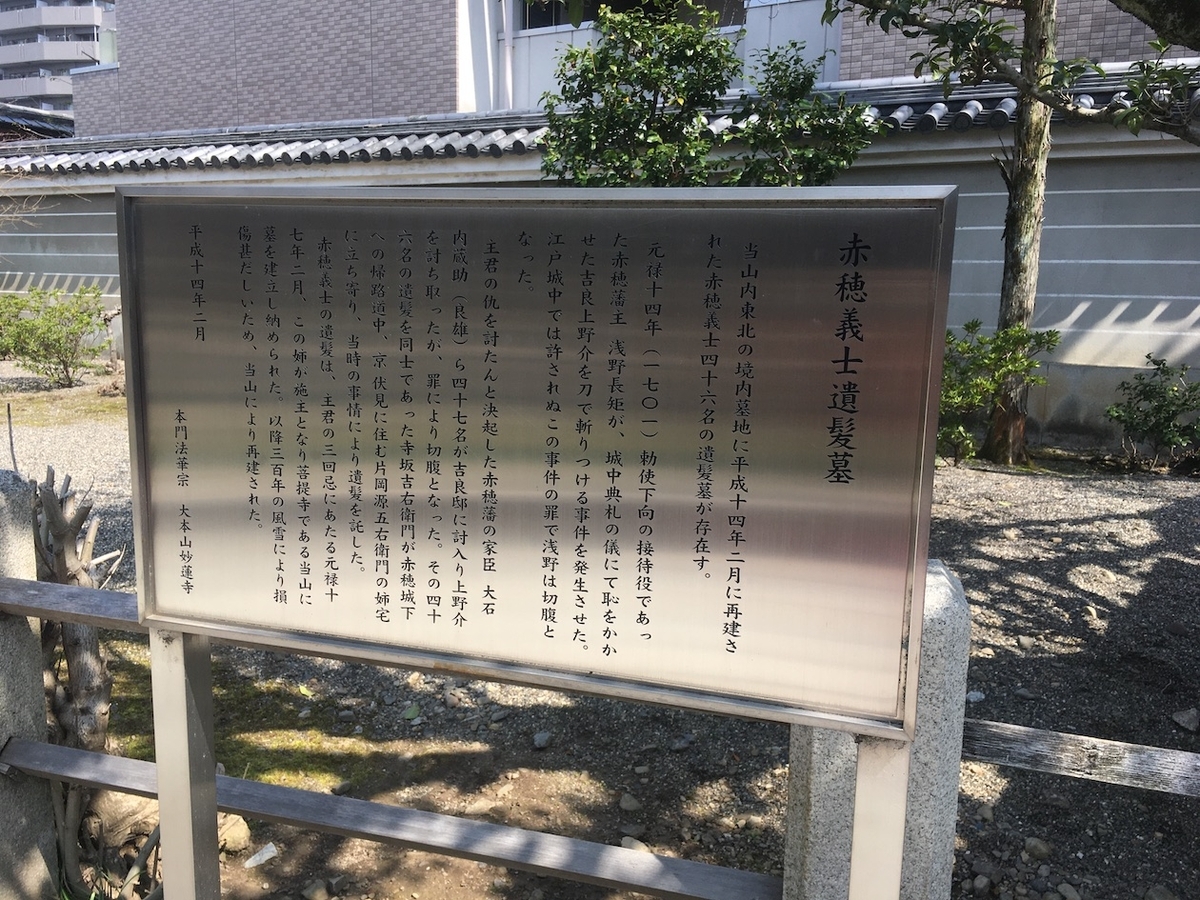 赤穂義士遺髪墓
当山内東北の境内墓地に平成十四年二月に再建さ
れた赤穂義士四十六名の遺髪墓が存在す。
元禄十四年(一七〇一)勅使下向の接待役であっ
た赤穂藩主 浅野長矩が、城中典札の儀にて恥をかか
せた吉良上野介を刀で斬りつける事件を発生させた。
江戸城中では許されぬこの事件の罪で浅野は切腹と
なった。
主君の仇を討たんと決起した赤穂藩の家臣 大石
内蔵助(良雄)ら四十七名が吉良邸に討入り上野介
を討ち取ったが、罪により切腹となった。その四十
六名の遺髪を同士であった寺坂吉右衛門が赤穂城下
への帰路道中、京 伏見に住む片岡源五右衛門の姉宅
に立ち寄り、当時の事情により遺髪を託した。
赤穂義士の遺髪は、主君の三回忌にあたる元禄十
七年二月、この姉が施主となり菩提寺である当山に
墓を建立し納められた。以降三百年の風雪により損
傷甚だしいため、当山により再建された。
平成十四年二月
本門法華宗 大本山妙蓮寺